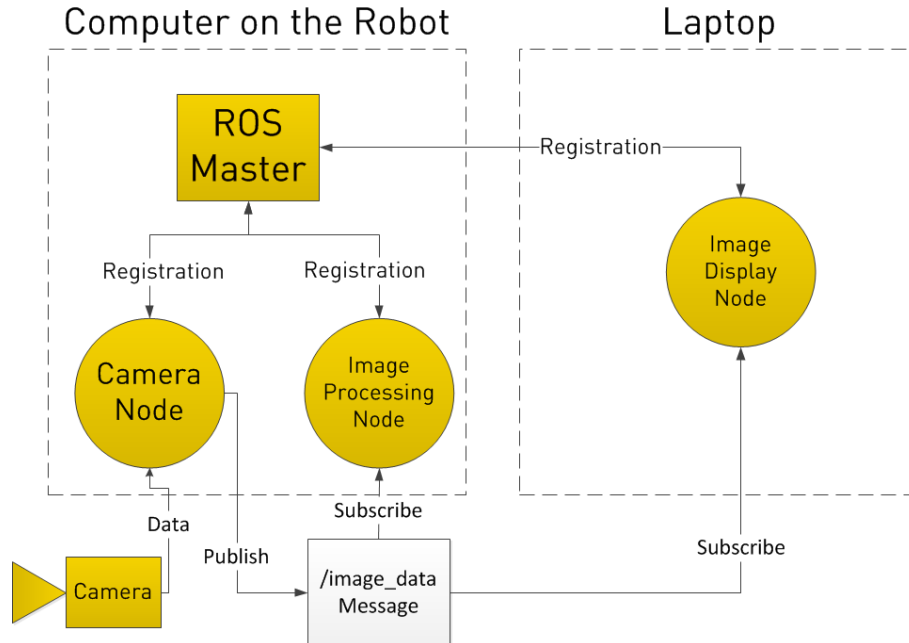 Computer on the Robot
Laptop
ROS
Master
Registration
Registration
Registration
Image
Display
Node
Camera
Node
Image
Processing
Node
Data
Publish
Subscribe
Subscribe
Camera
/image_data
Message